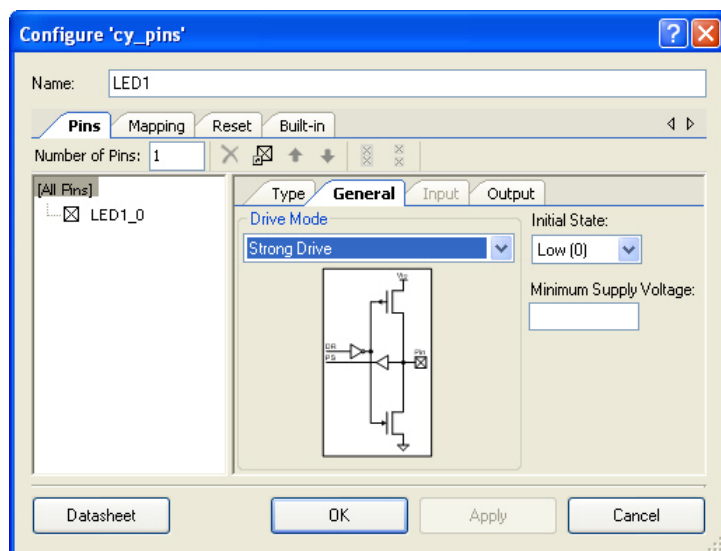 Configure 'cy_pins'
Name: LED1
Pins Mapping Reset Built-in
Number of Pins: 1
[All Pins]
LED1_0
Type General Input Output
Drive Mode
Strong Drive
Initial State:
Low (0)
Minimum Supply Voltage:
DR
PS
Pin
Datasheet OK Apply Cancel